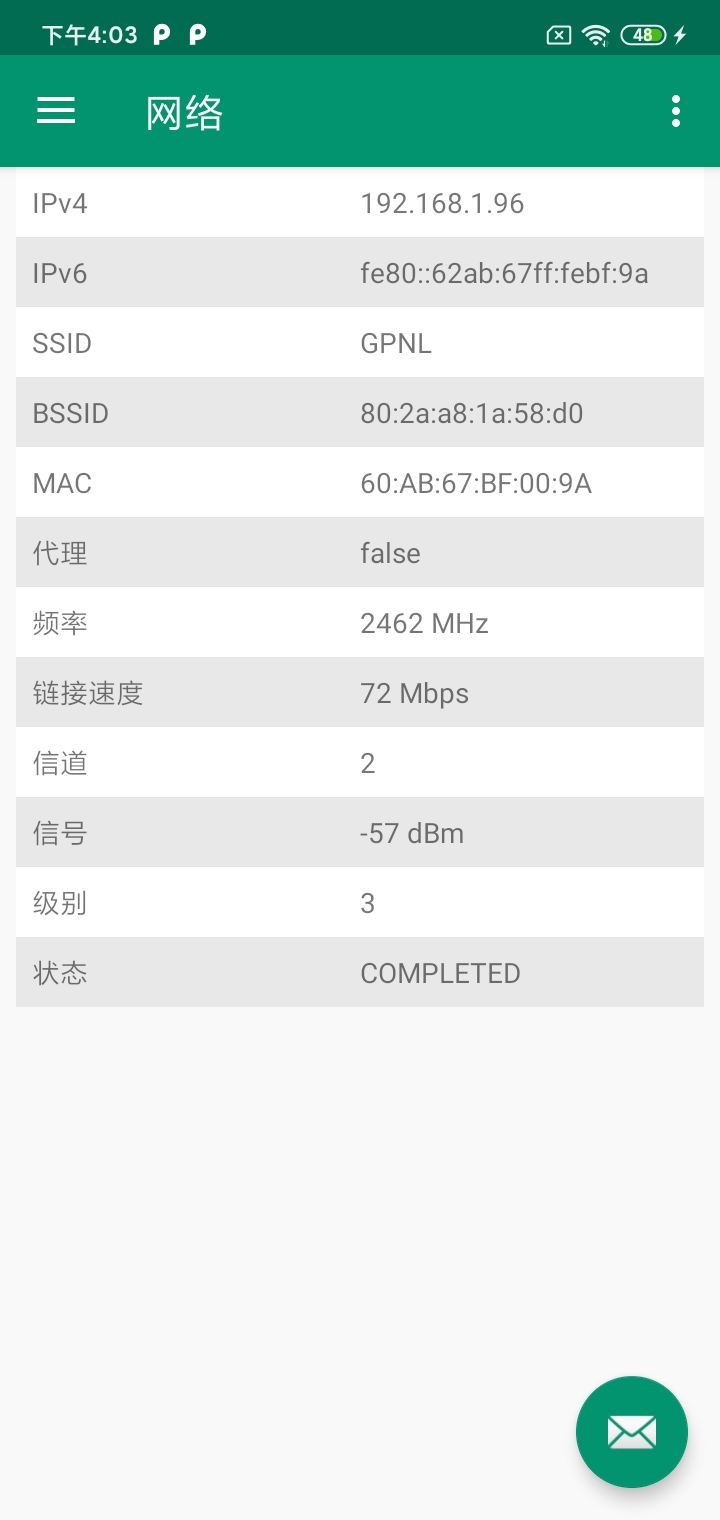 下午4:03
48
网络
IPv4 192.168.1.96
IPv6 fe80::62ab:67ff:febf:9a
SSID GPNL
BSSID 80:2a:a8:1a:58:d0
MAC 60:AB:67:BF:00:9A
代理 false
频率 2462 MHz
链接速度 72 Mbps
信道 2
信号 -57 dBm
级别 3
状态 COMPLETED